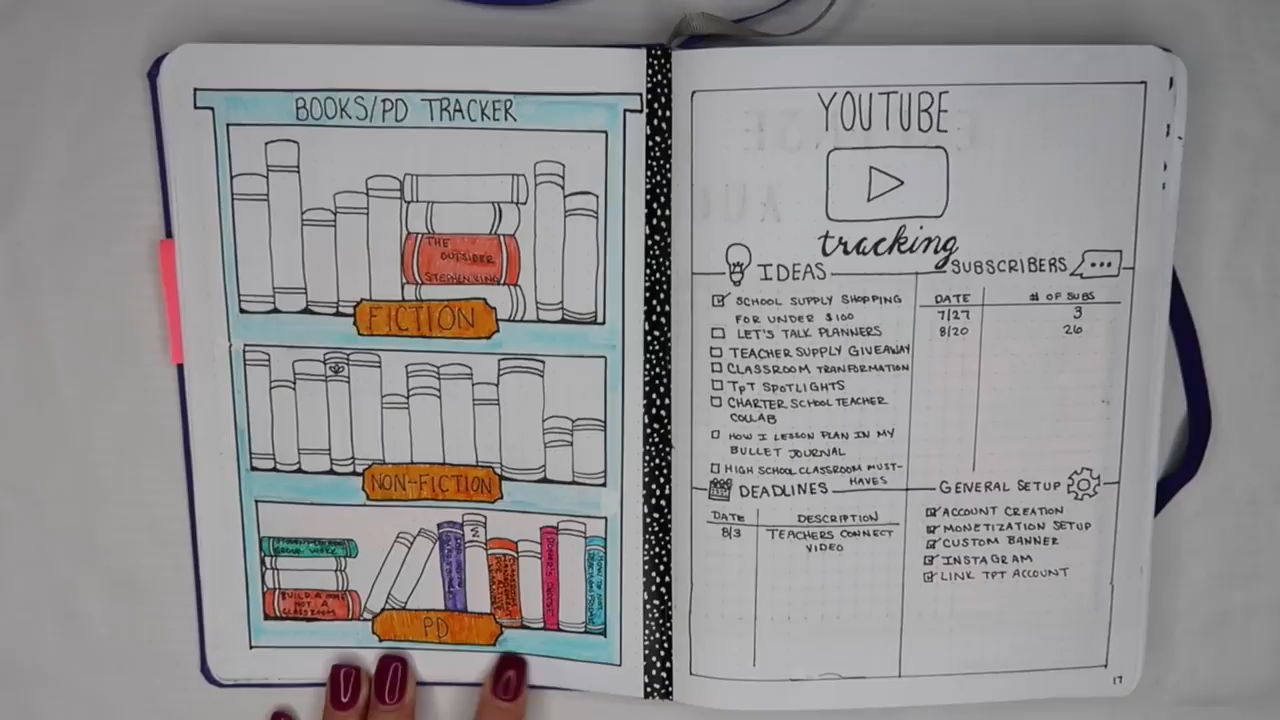 BOOKS/PD TRACKER
THE
OUTSIDER
STEPHEN KING
FICTION
NON-FICTION
GROUP WORK
BUILD A
NOT A
CLASSROOM
PD
YOUTUBE
tracking
IDEAS
SCHOOL SUPPLY SHOPPING
FOR UNDER $100
LET'S TALK PLANNERS
TEACHER SUPPLY GIVEAWAY
CLASSROOM TRANFORMATION
TPT SPOTLIGHTS
CHARTER SCHOOL TEACHER
COLLAB
HOW I LESSON PLAN IN MY
BULLET JOURNAL
HIGH SCHOOL CLASSROOM MUST-
HAVES
SUBSCRIBERS
DATE # OF SUBS
7/27 3
8/20 26
DEADLINES
DATE DESCRIPTION
8/3 TEACHERS CONNECT
VIDEO
GENERAL SETUP
ACCOUNT CREATION
MONETIZATION SETUP
CUSTOM BANNER
INSTAGRAM
LINK TPT ACCOUNT
17